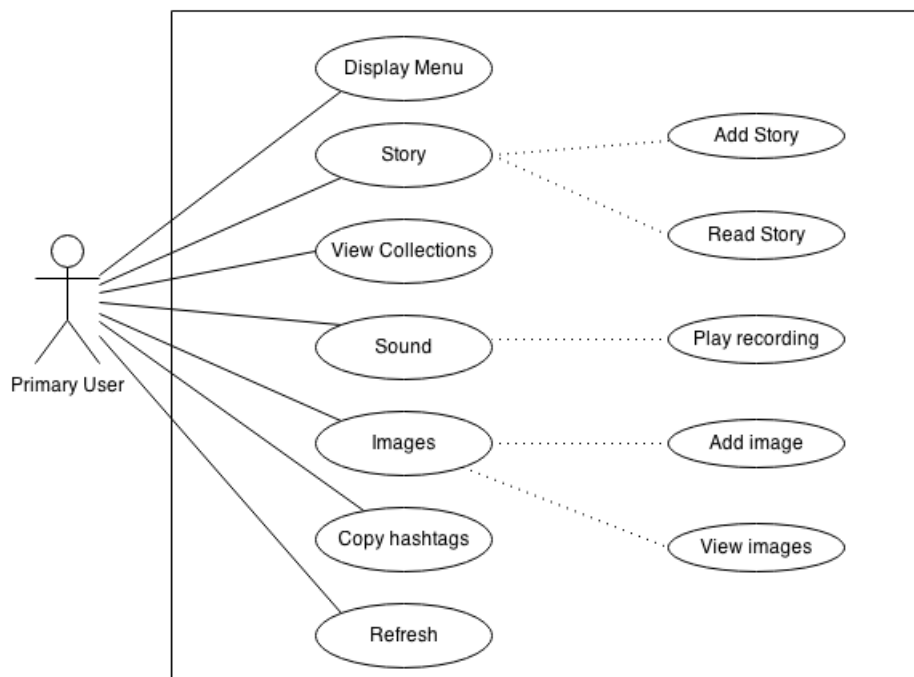 Display Menu
Story
Add Story
Read Story
View Collections
Sound
Play recording
Primary User
Images
Add image
Copy hashtags
View images
Refresh